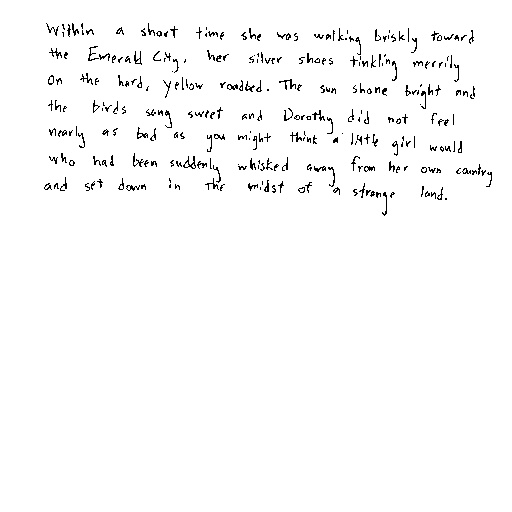 Within a short time she was walking briskly toward
the Emerald City, her silver shoes tinkling merrily
on the hard, yellow roadbed. The sun shone bright and
the birds sang sweet and Dorothy did not feel
nearly as bad as you might think a little girl would
who had been suddenly whisked away from her own country
and set down in the midst of a strange land.